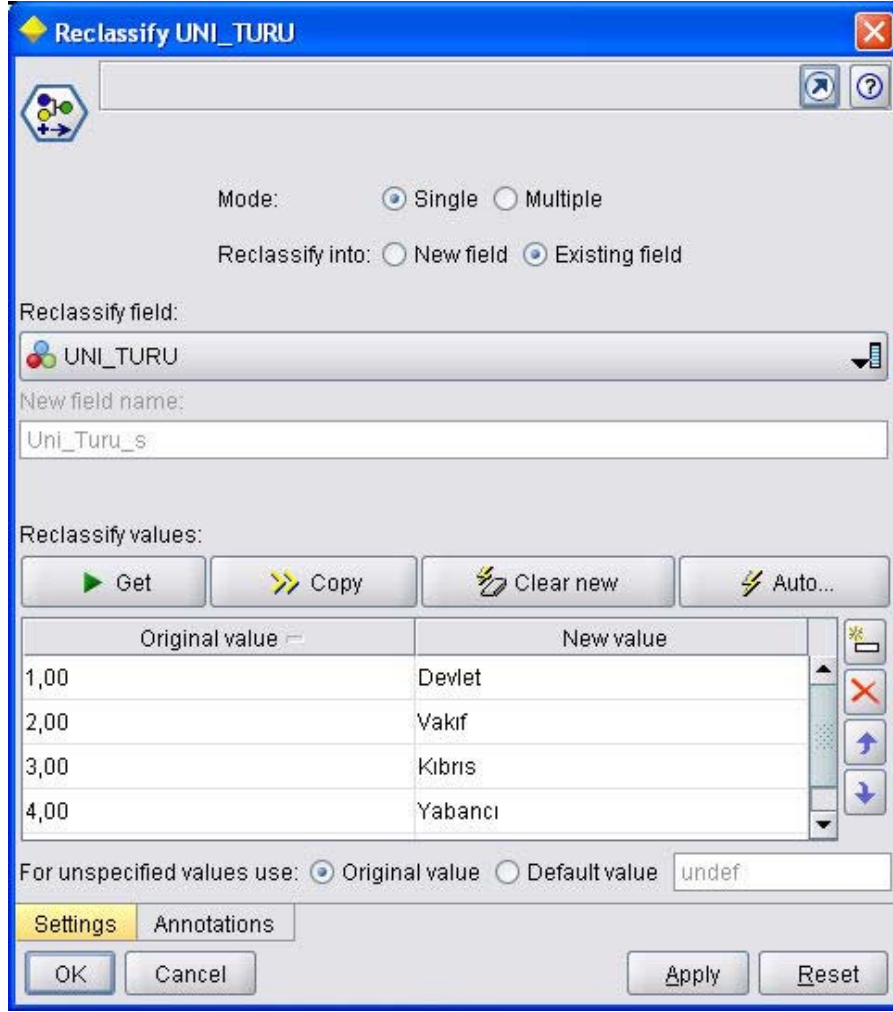 Reclassify UNI_TURU
Mode: Single Multiple
Reclassify into: New field Existing field
Reclassify field:
UNI_TURU
New field name:
Uni_Turu_s
Reclassify values:
Get Copy Clear new Auto...
Original value New value
1,00 Devlet
2,00 Vakıf
3,00 Kıbrıs
4,00 Yabancı
For unspecified values use: Original value Default value undef
Settings Annotations
OK Cancel Apply Reset